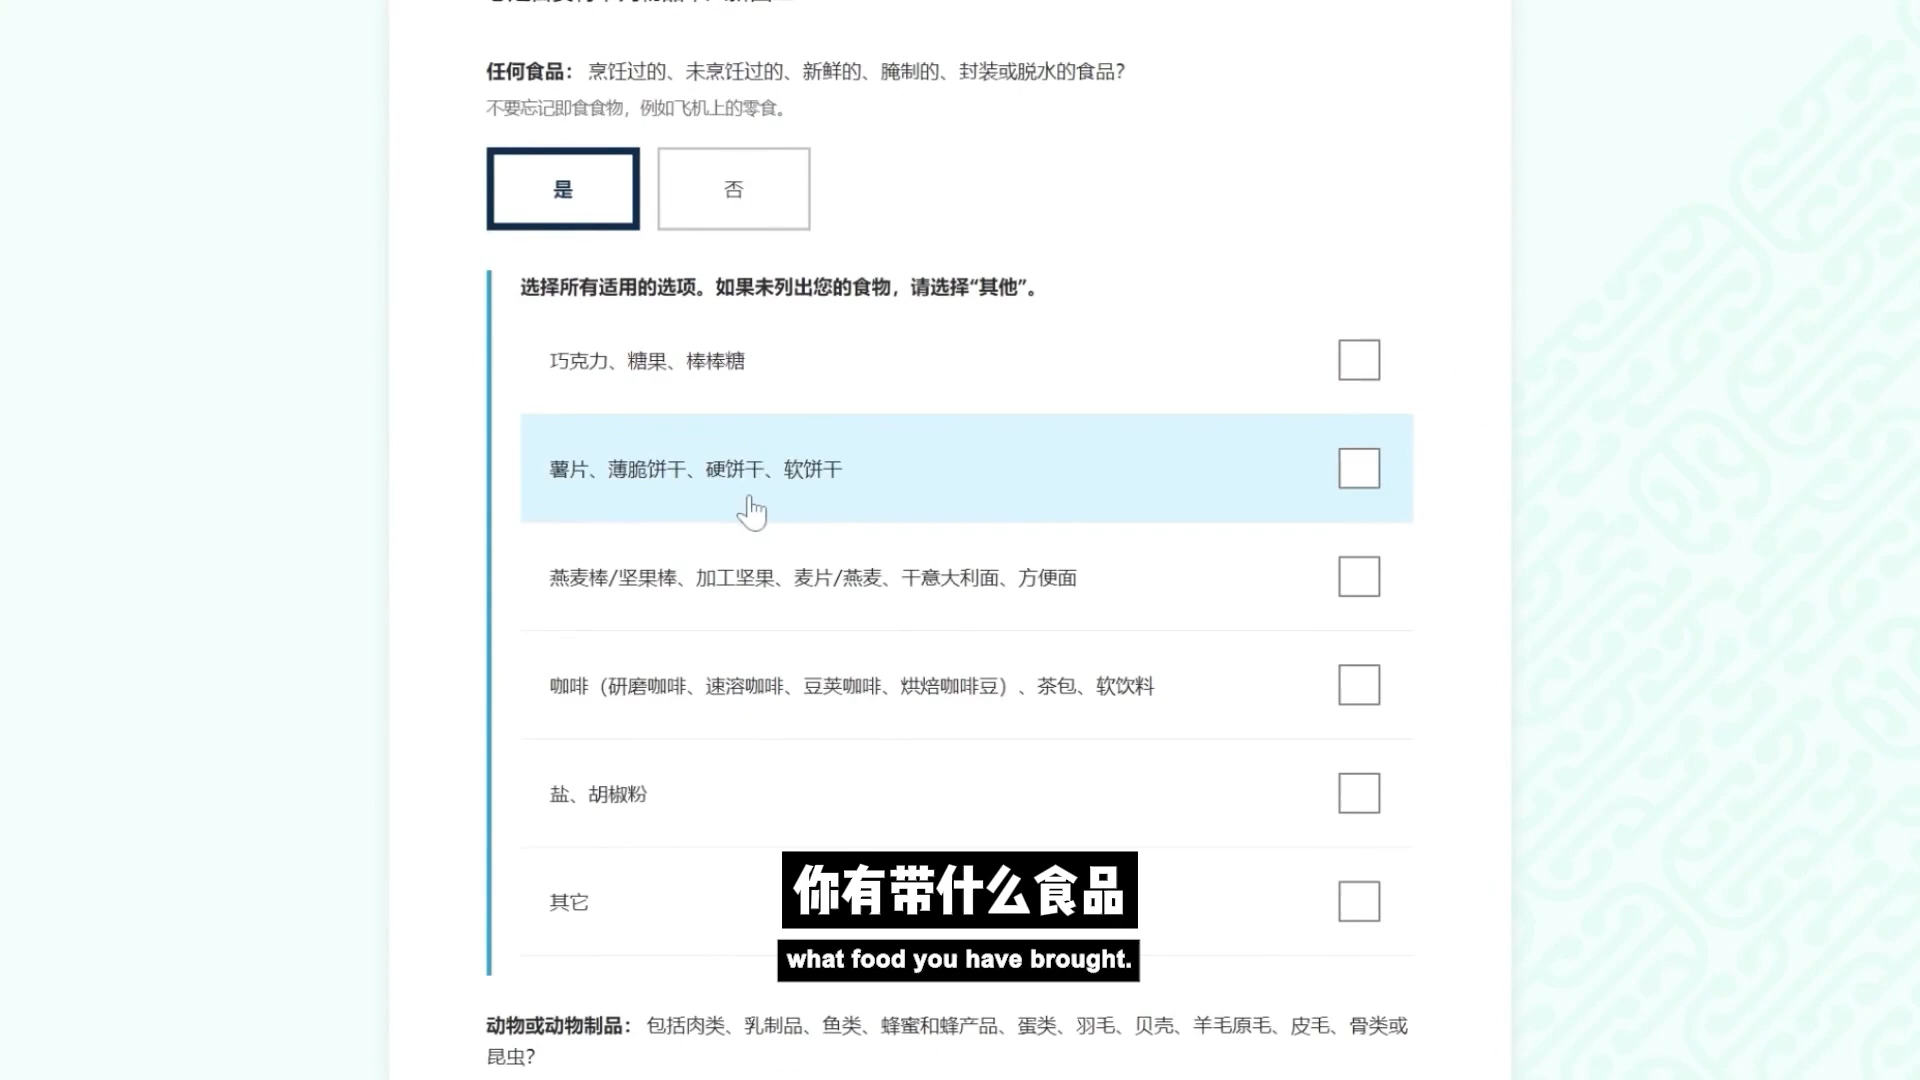 任何食品： 烹饪过的、未烹饪过的、新鲜的、腌制的、封装或脱水的食品？
不要忘记即食食物，例如飞机上的零食。
是
否
选择所有适用的选项。如果未列出您的食物，请选择“其他”。
巧克力、糖果、棒棒糖
薯片、薄脆饼干、硬饼干、软饼干
燕麦棒/坚果棒、加工坚果、麦片/燕麦、干意大利面、方便面
咖啡（研磨咖啡、速溶咖啡、豆荚咖啡、烘焙咖啡豆）、茶包、软饮料
盐、胡椒粉
其它
你有带什么食品
what food you have brought.
动物或动物制品： 包括肉类、乳制品、鱼类、蜂蜜和蜂产品、蛋类、羽毛、贝壳、羊毛原毛、皮毛、骨类或
昆虫？